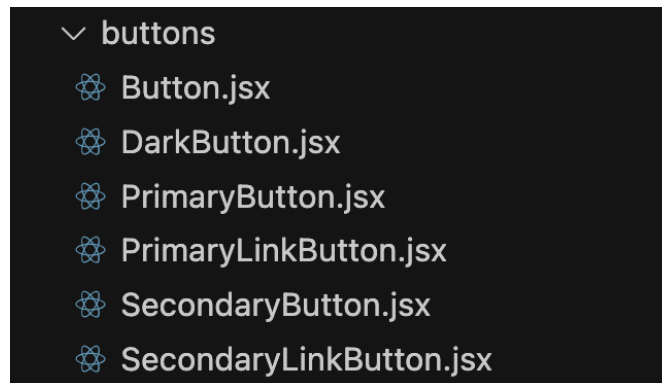 buttons
Button.jsx
DarkButton.jsx
PrimaryButton.jsx
PrimaryLinkButton.jsx
SecondaryButton.jsx
SecondaryLinkButton.jsx